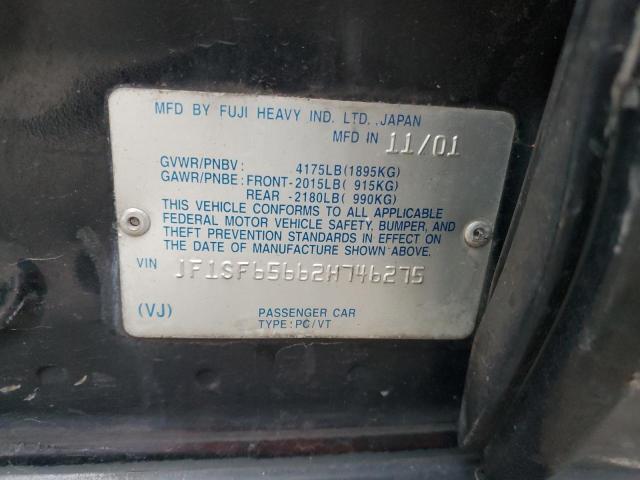 MFD BY FUJI HEAVY IND. LTD. JAPAN
MFD IN 11/01
GVWR/PNBV: 4175LB(1895KG)
GAWR/PNBE: FRONT-2015LB( 915KG)
REAR -2180LB( 990KG)
THIS VEHICLE CONFORMS TO ALL APPLICABLE
FEDERAL MOTOR VEHICLE SAFETY, BUMPER, AND
THEFT PREVENTION STANDARDS IN EFFECT ON
THE DATE OF MANUFACTURE SHOWN ABOVE.
VIN JF1SF65662H746275
(VJ) PASSENGER CAR
TYPE:PC/VT